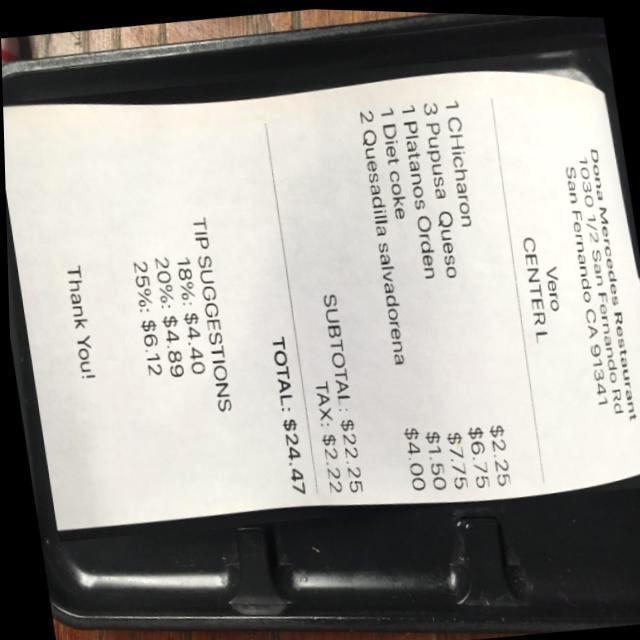 Dona Mercedes Restaurant
1030 1/2 San Fernando Rd
San Fernando CA 91341
Vero
CENTER L
1 CHicharon $2.25
3 Pupusa Queso $6.75
1 Platanos Orden $7.75
1 Diet coke $1.50
2 Quesadilla salvadorena $4.00
SUBTOTAL: $22.25
TAX: $2.22
TOTAL: $24.47
TIP SUGGESTIONS
18%: $4.40
20%: $4.89
25%: $6.12
Thank You!